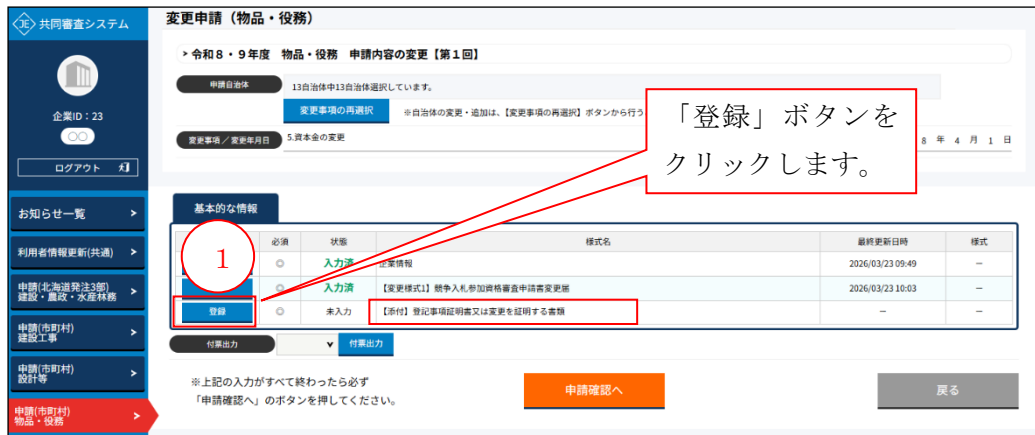 JE 共同審査システム
企業ID：23
○○
ログアウト
お知らせ一覧 >
利用者情報更新(共通) >
申請(北海道発注3部)
建設・農政・水産林務 >
申請(市町村)
建設工事 >
申請(市町村)
設計等 >
申請(市町村)
物品・役務 >
変更申請（物品・役務）
> 令和８・９年度　物品・役務　申請内容の変更【第１回】
申請自治体 13自治体中13自治体選択しています。
変更事項の再選択 ※自治体の変更・追加は、【変更事項の再選択】ボタンから行う
変更事項／変更年月日 5.資本金の変更 8 年 4 月 1 日
「登録」ボタンを
クリックします。
基本的な情報
必須 状態 様式名 最終更新日時 様式
1
◎ 入力済 企業情報 2026/03/23 09:49 －
◎ 入力済 【変更様式1】競争入札参加資格審査申請書変更届 2026/03/23 10:03 －
登録 ◎ 未入力 【添付】登記事項証明書又は変更を証明する書類 － －
付票出力 付票出力
※上記の入力がすべて終わったら必ず
「申請確認へ」のボタンを押してください。
申請確認へ
戻る